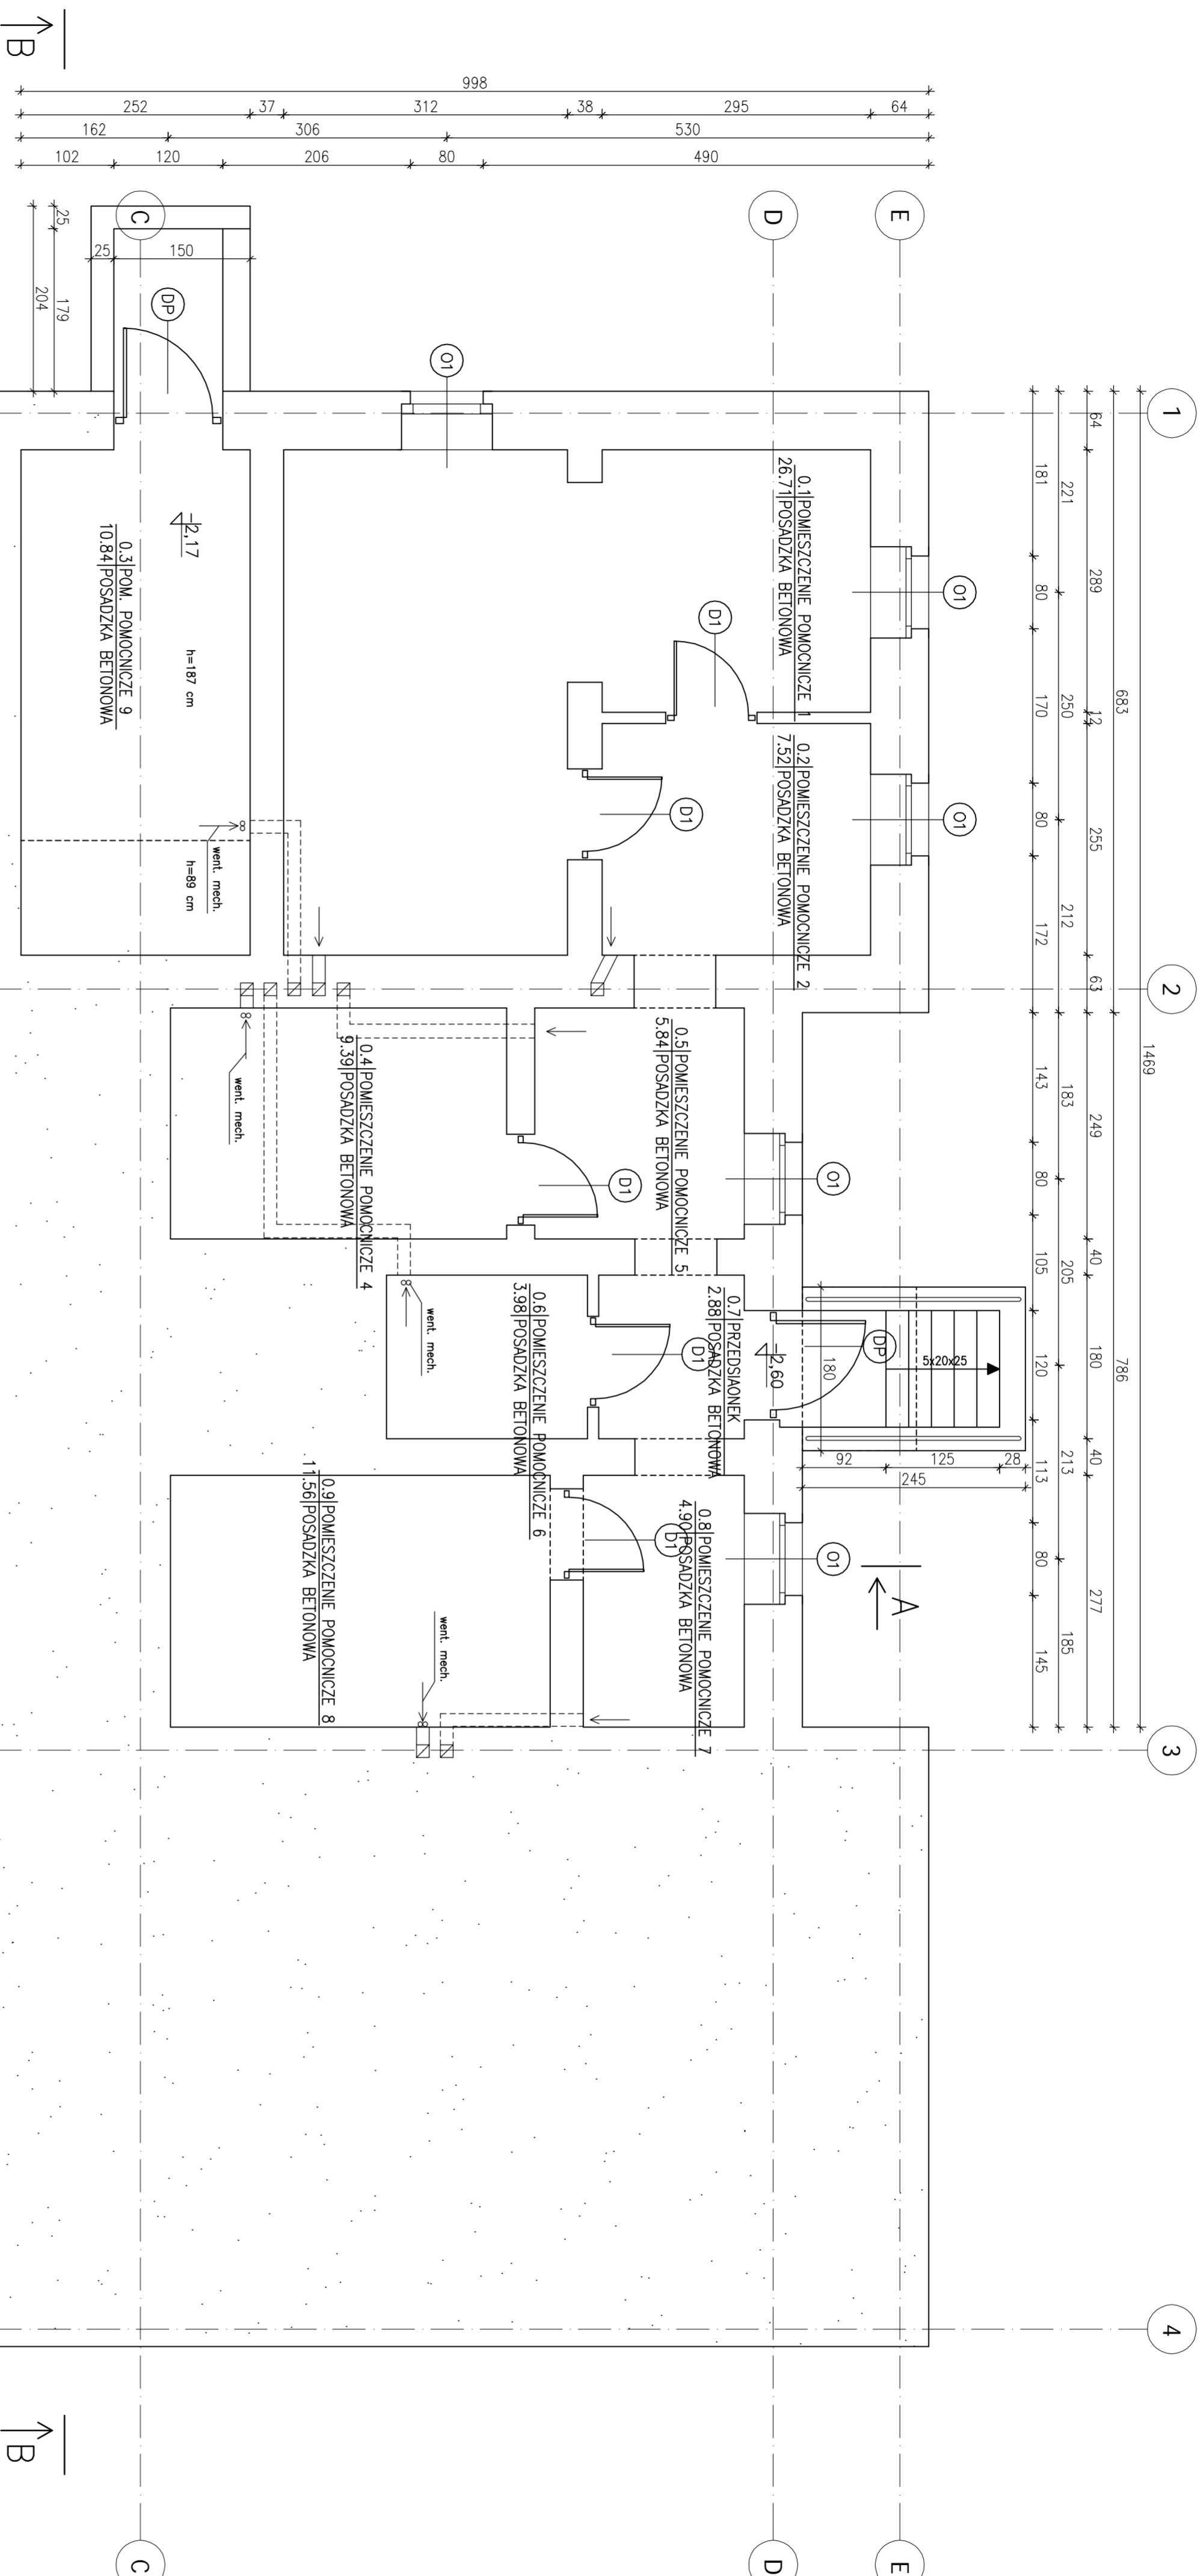 B
998
252
37
312
38
295
64
162
306
530
102
120
206
80
490
C
D
E
25
179
204
25
150
DP
O1
1
64
181
221
289
683
80
12
170
250
1469
80
255
212
172
63
2
143
183
249
80
40
105
205
180
786
120
40
113
213
80
277
185
145
3
4
0.1 POMIESZCZENIE POMOCNICZE 1
26.71 POSADZKA BETONOWA
O1
D1
0.2 POMIESZCZENIE POMOCNICZE 2
7.52 POSADZKA BETONOWA
O1
D1
-2,17
0.3 POM. POMOCNICZE 9
10.84 POSADZKA BETONOWA
h=187 cm
went. mech.
h=89 cm
went. mech.
0.4 POMIESZCZENIE POMOCNICZE 4
9.39 POSADZKA BETONOWA
0.5 POMIESZCZENIE POMOCNICZE 5
5.84 POSADZKA BETONOWA
D1
O1
0.6 POMIESZCZENIE POMOCNICZE 6
3.98 POSADZKA BETONOWA
went. mech.
0.7 PRZEDSIAONEK
2.88 POSADZKA BETONOWA
D1
-2,60
180
DP
5x20x25
92
125
28
245
0.8 POMIESZCZENIE POMOCNICZE 7
4.90 POSADZKA BETONOWA
D1
O1
A
0.9 POMIESZCZENIE POMOCNICZE 8
11.56 POSADZKA BETONOWA
went. mech.
B
C
D
E